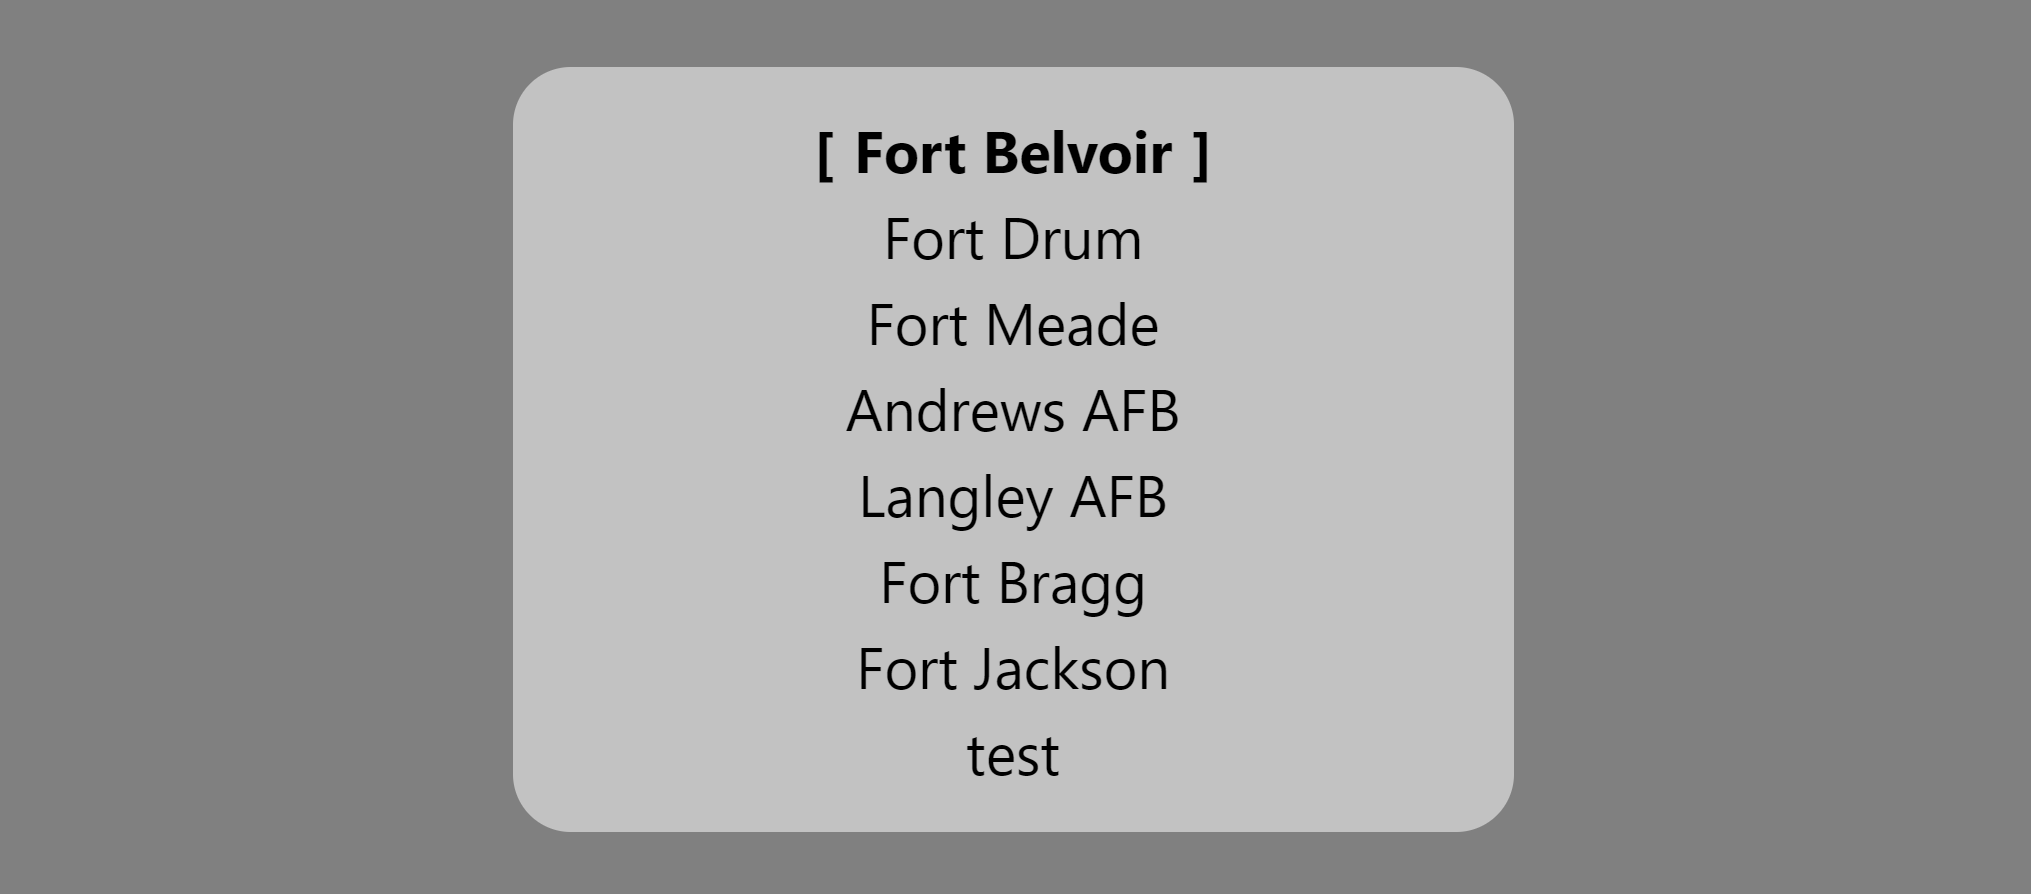 [ Fort Belvoir ]
Fort Drum
Fort Meade
Andrews AFB
Langley AFB
Fort Bragg
Fort Jackson
test